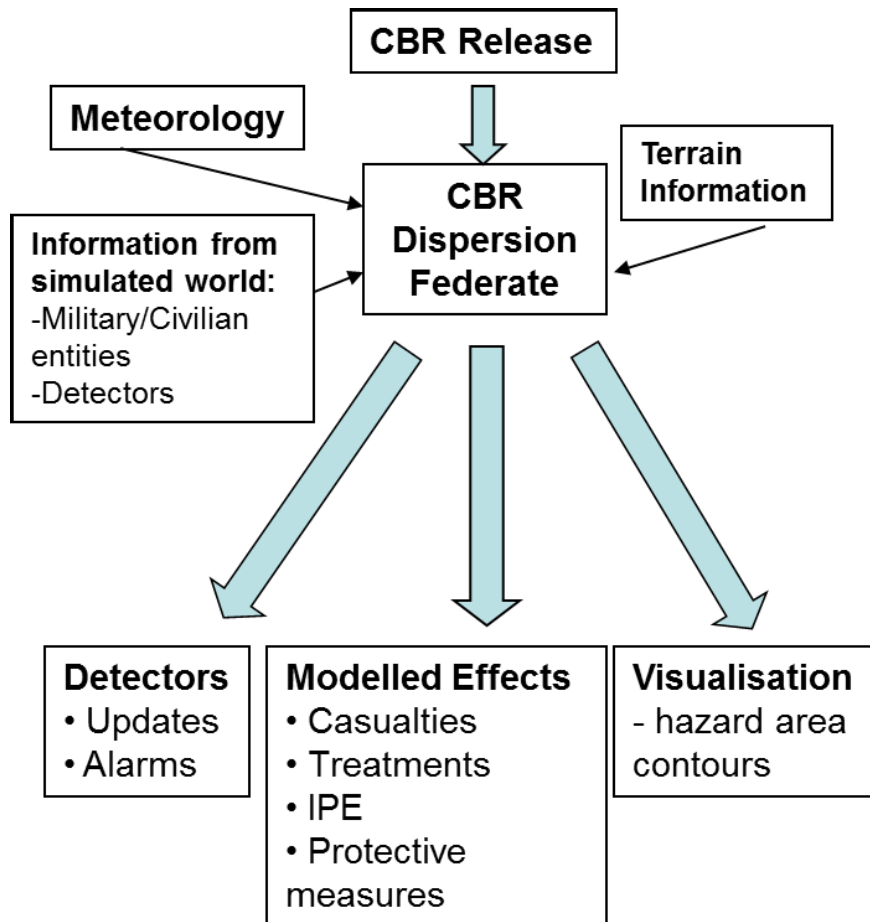 CBR Release
Meteorology
Terrain
Information
CBR
Dispersion
Federate
Information from
simulated world:
-Military/Civilian
entities
-Detectors
Detectors
• Updates
• Alarms
Modelled Effects
• Casualties
• Treatments
• IPE
• Protective
measures
Visualisation
- hazard area
contours